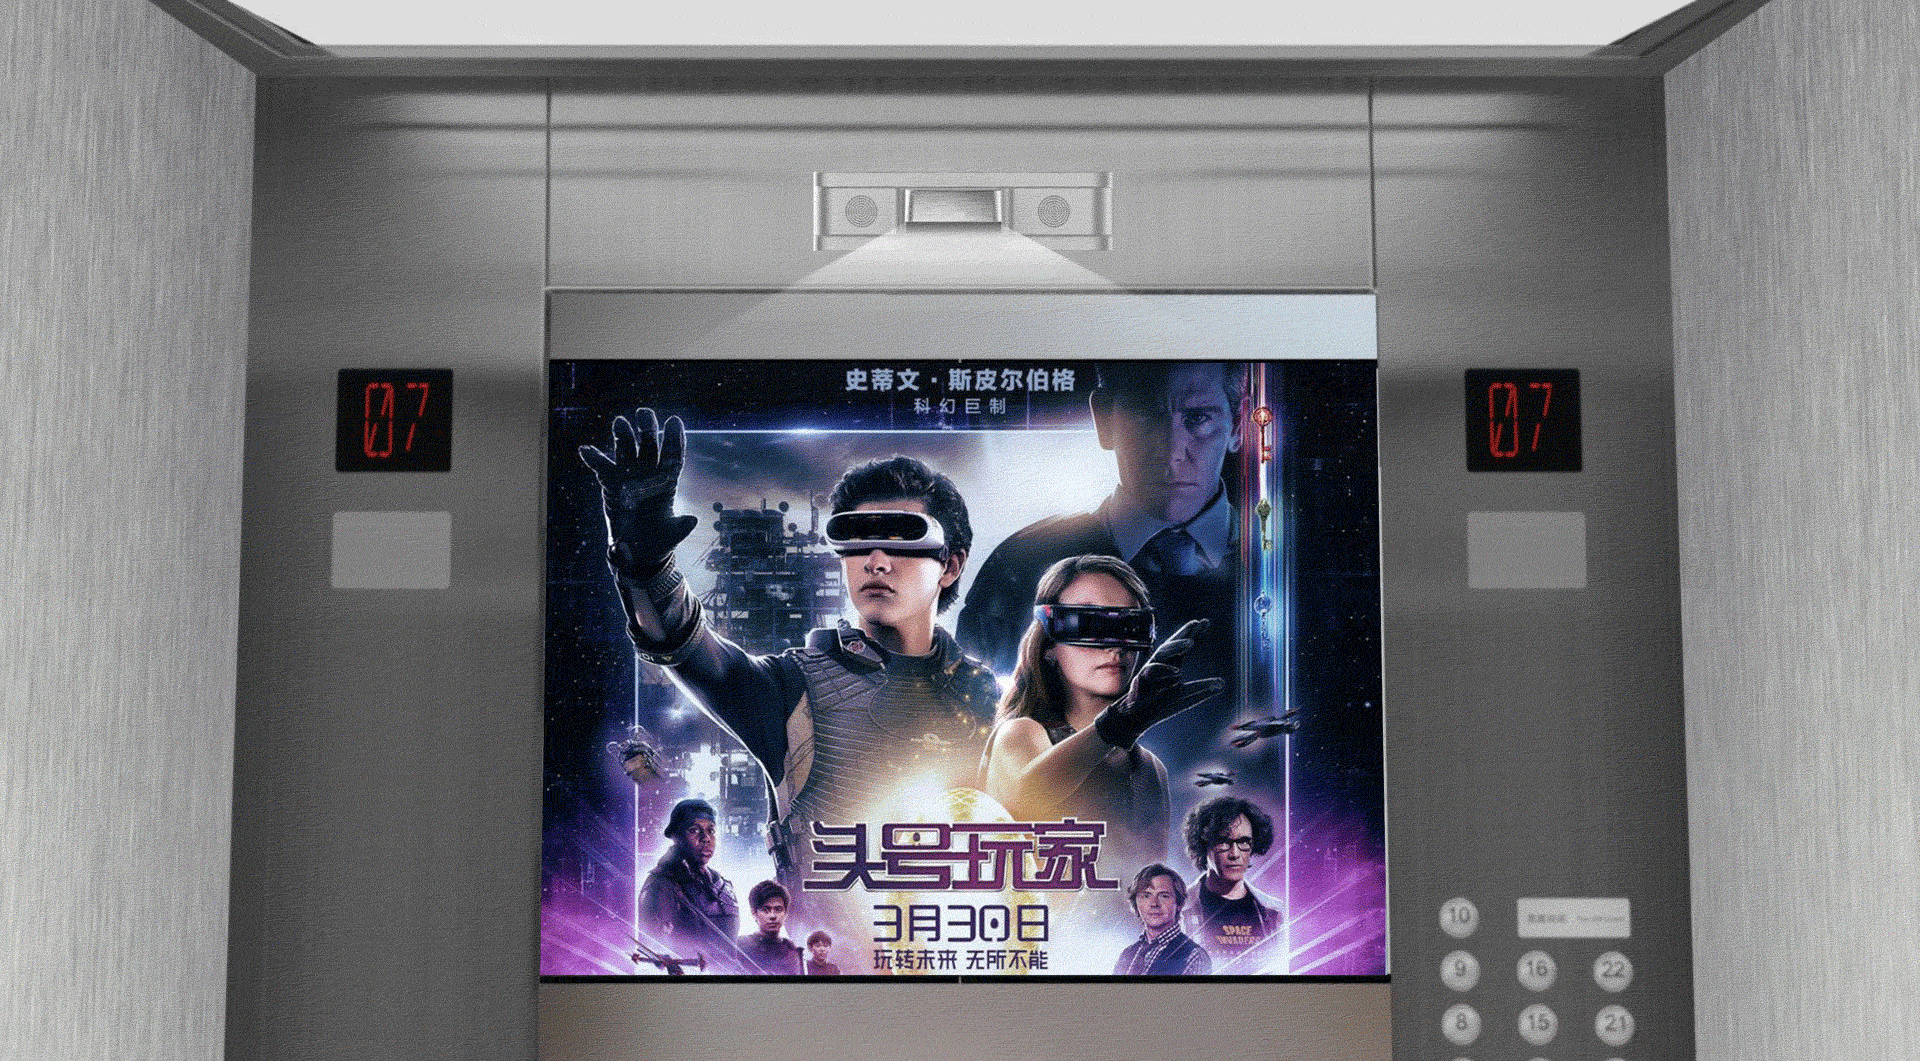 史蒂文·斯皮尔伯格
科幻巨制
07
07
头号玩家
3月30日
玩转未来 无所不能
SPACE
INVADERS
10
9 16 22
8 15 21